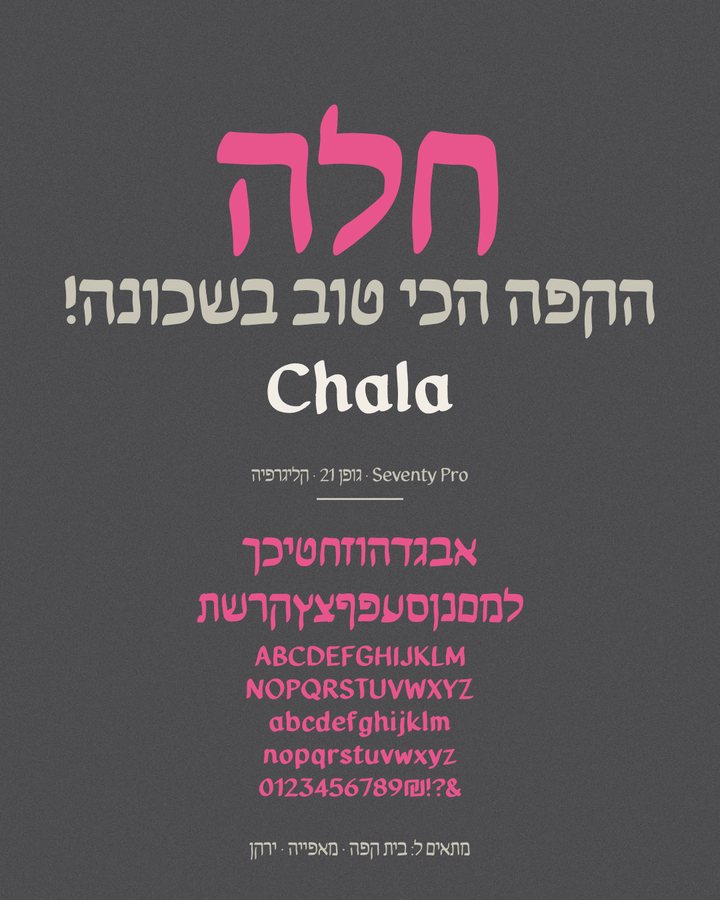 חלה
הקפה הכי טוב בשכונה!
Chala
Seventy Pro · גופן 21 · קליגרפיה
אבגדהוזחטיכך
למםנןסעפףצץקרשת
ABCDEFGHIJKLM
NOPQRSTUVWXYZ
abcdefghijklm
nopqrstuvwxyz
0123456789₪!?&
מתאים ל: בית קפה · מאפייה · ירקן